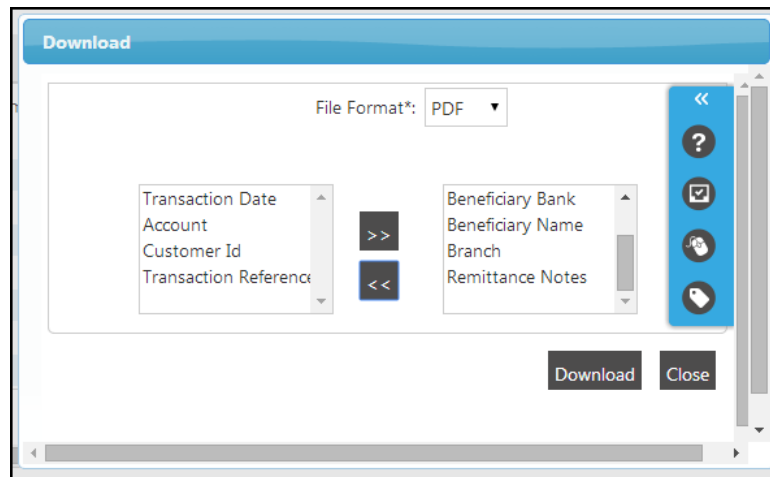 Download
File Format*: PDF
Transaction Date
Account
Customer Id
Transaction Reference
>>
<<
Beneficiary Bank
Beneficiary Name
Branch
Remittance Notes
«
?
Download Close